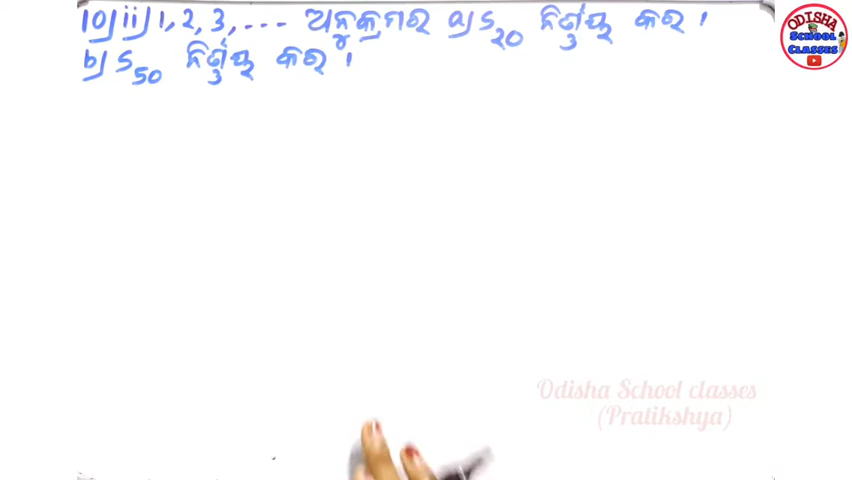 10) ii) 1, 2, 3, --- ଅନୁକ୍ରମର a) S₂₀ ନିର୍ଣ୍ଣୟ କର ।
b) S₅₀ ନିର୍ଣ୍ଣୟ କର ।
ODISHA
SCHOOL
CLASSES
Odisha School classes
(Pratikshya)